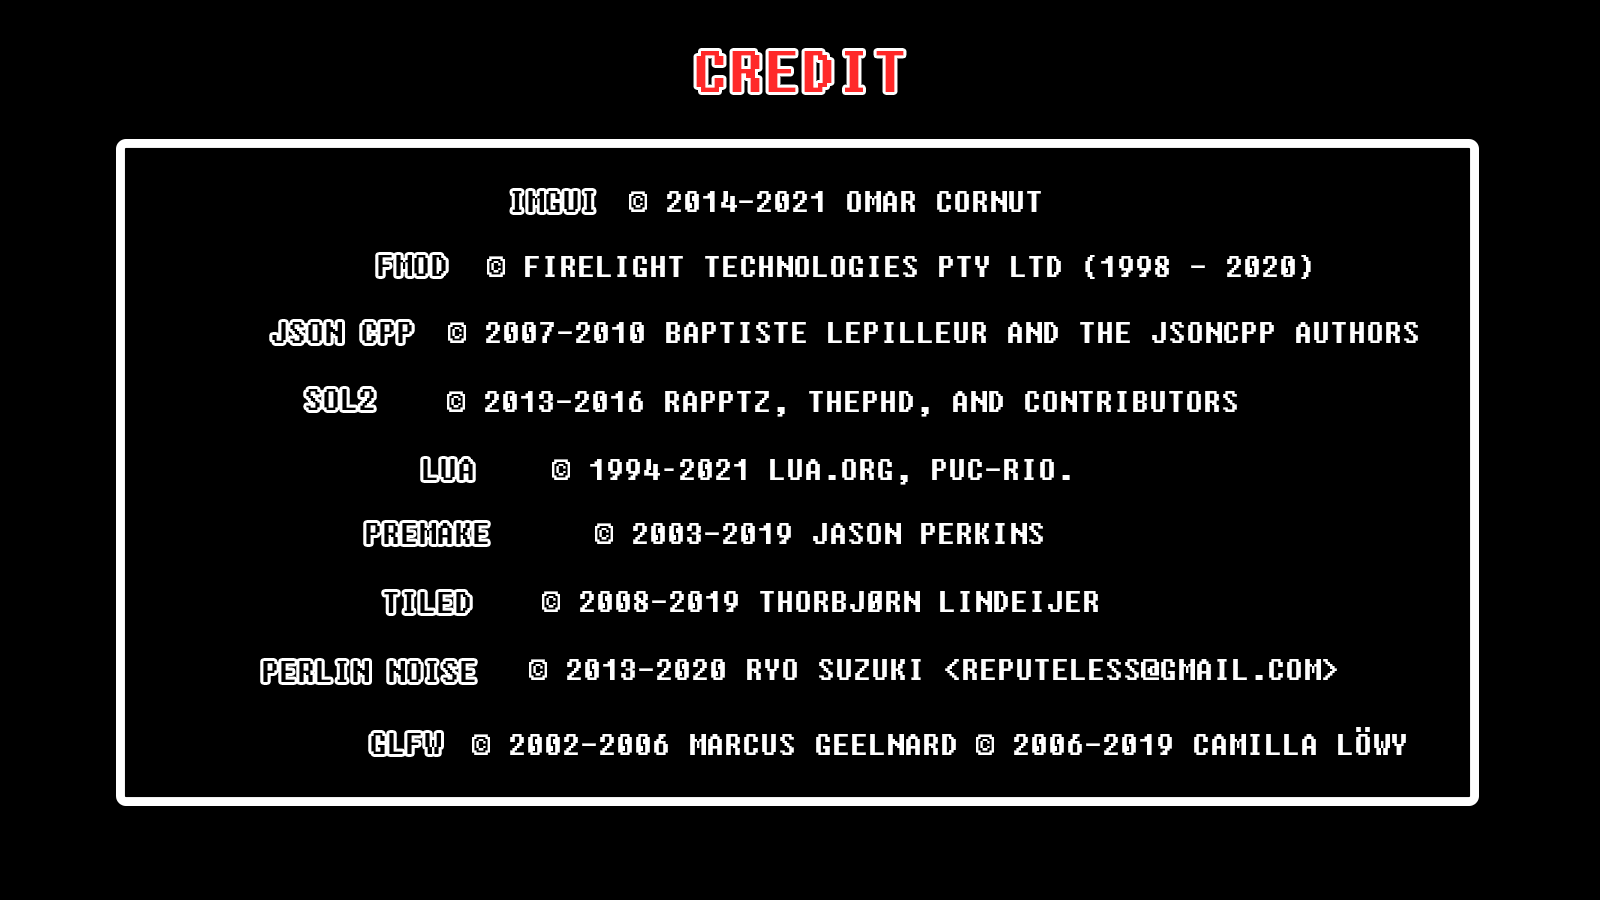 CREDIT
IMGUI © 2014-2021 OMAR CORNUT
FMOD © FIRELIGHT TECHNOLOGIES PTY LTD (1998 - 2020)
JSON CPP © 2007-2010 BAPTISTE LEPILLEUR AND THE JSONCPP AUTHORS
SOL2 © 2013-2016 RAPPTZ, THEPHD, AND CONTRIBUTORS
LUA © 1994-2021 LUA.ORG, PUC-RIO.
PREMAKE © 2003-2019 JASON PERKINS
TILED © 2008-2019 THORBJØRN LINDEIJER
PERLIN NOISE © 2013-2020 RYO SUZUKI <REPUTELESS@GMAIL.COM>
GLFW © 2002-2006 MARCUS GEELNARD © 2006-2019 CAMILLA LÖWY